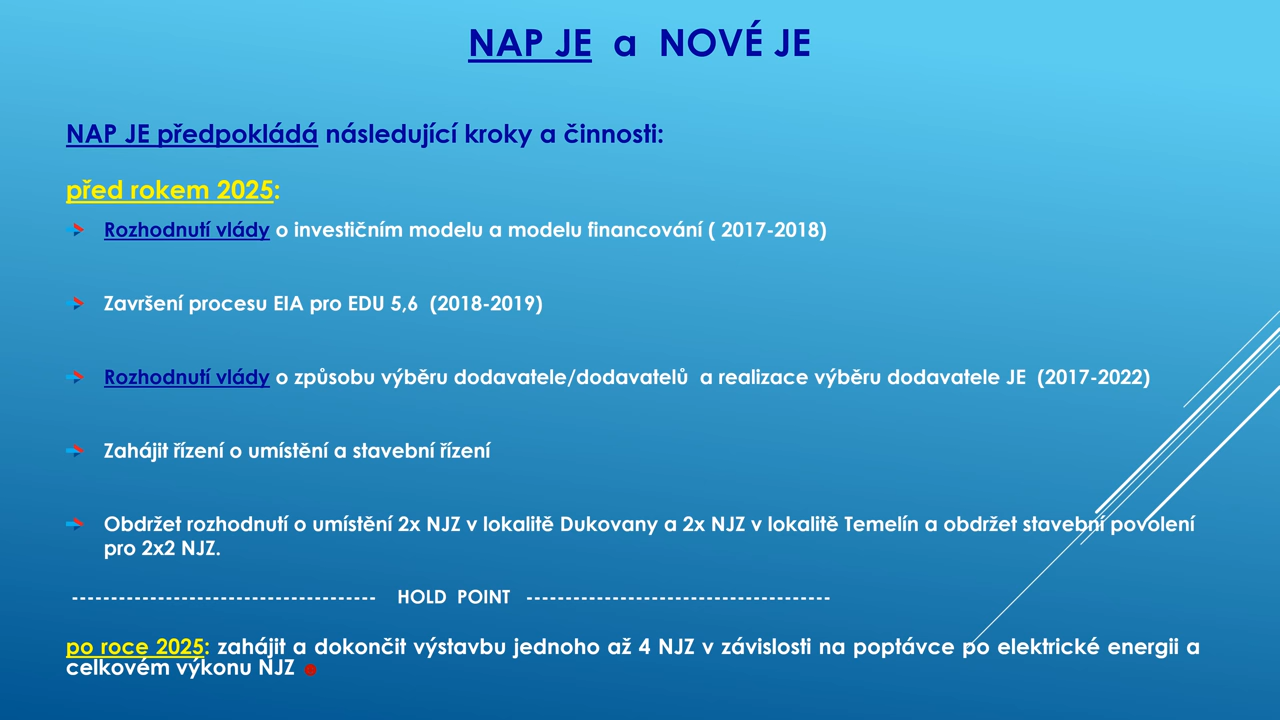 NAP JE a NOVÉ JE
NAP JE předpokládá následující kroky a činnosti:
před rokem 2025:
Rozhodnutí vlády o investičním modelu a modelu financování ( 2017-2018)
Završení procesu EIA pro EDU 5,6 (2018-2019)
Rozhodnutí vlády o způsobu výběru dodavatele/dodavatelů a realizace výběru dodavatele JE (2017-2022)
Zahájit řízení o umístění a stavební řízení
Obdržet rozhodnutí o umístění 2x NJZ v lokalitě Dukovany a 2x NJZ v lokalitě Temelín a obdržet stavební povolení
pro 2x2 NJZ.
--------------------------------------- HOLD POINT ---------------------------------------
po roce 2025: zahájit a dokončit výstavbu jednoho až 4 NJZ v závislosti na poptávce po elektrické energii a
celkovém výkonu NJZ